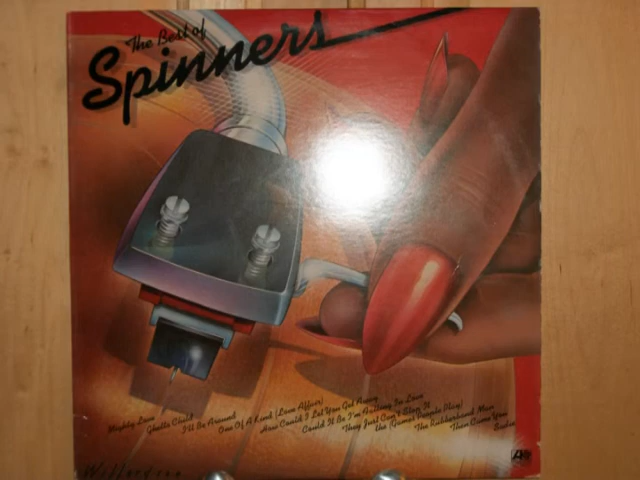 The Best of
Spinners
Mighty Love
Ghetto Child
I'll Be Around
One Of A Kind (Love Affair)
How Could I Let You Get Away
Could It Be I'm Falling In Love
They Just Can't Stop It
the (Games People Play)
The Rubberband Man
Then Came You
Sadie